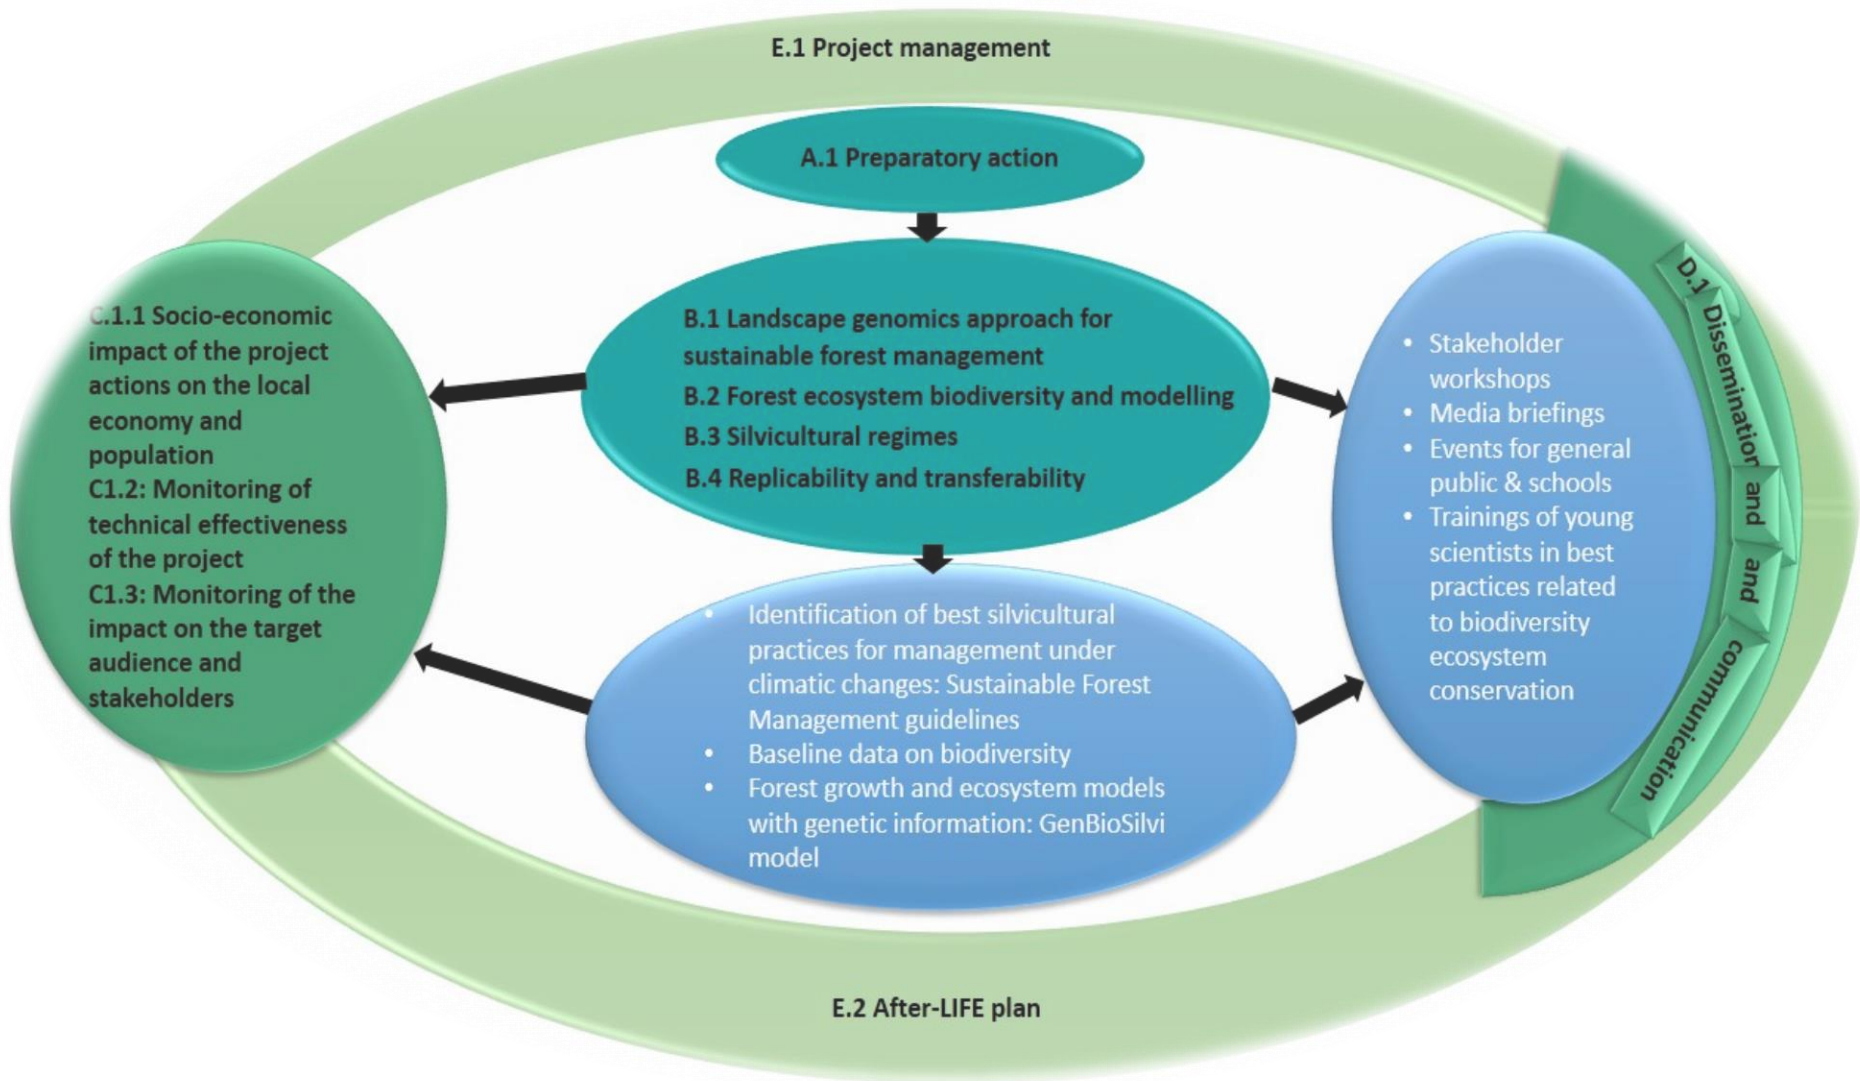 E.1 Project management
A.1 Preparatory action
C.1.1 Socio-economic
impact of the project
actions on the local
economy and
population
C1.2: Monitoring of
technical effectiveness
of the project
C1.3: Monitoring of the
impact on the target
audience and
stakeholders
B.1 Landscape genomics approach for
sustainable forest management
B.2 Forest ecosystem biodiversity and modelling
B.3 Silvicultural regimes
B.4 Replicability and transferability
• Identification of best silvicultural
practices for management under
climatic changes: Sustainable Forest
Management guidelines
• Baseline data on biodiversity
• Forest growth and ecosystem models
with genetic information: GenBioSilvi
model
• Stakeholder
workshops
• Media briefings
• Events for general
public & schools
• Trainings of young
scientists in best
practices related
to biodiversity
ecosystem
conservation
D.1 Dissemination and and communication
E.2 After-LIFE plan